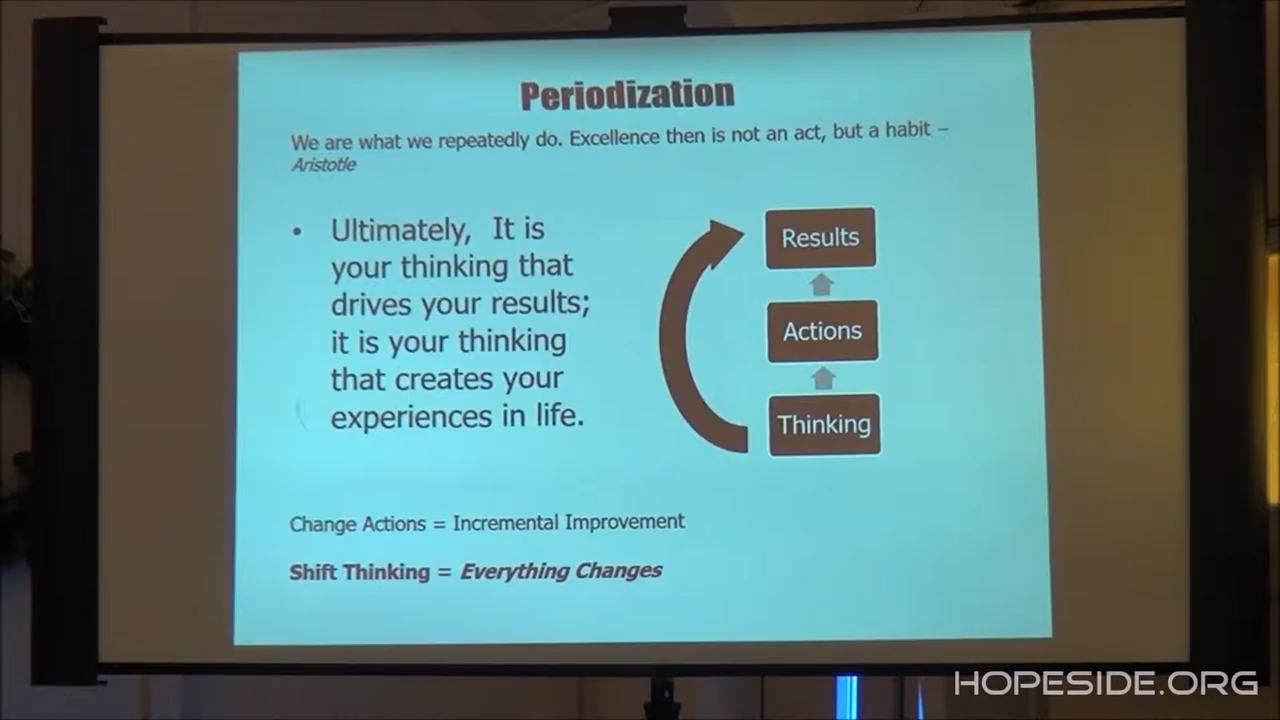 Periodization
We are what we repeatedly do. Excellence then is not an act, but a habit –
Aristotle
• Ultimately, It is
your thinking that
drives your results;
it is your thinking
that creates your
experiences in life.
Results
Actions
Thinking
Change Actions = Incremental Improvement
Shift Thinking = Everything Changes
HOPESIDE.ORG